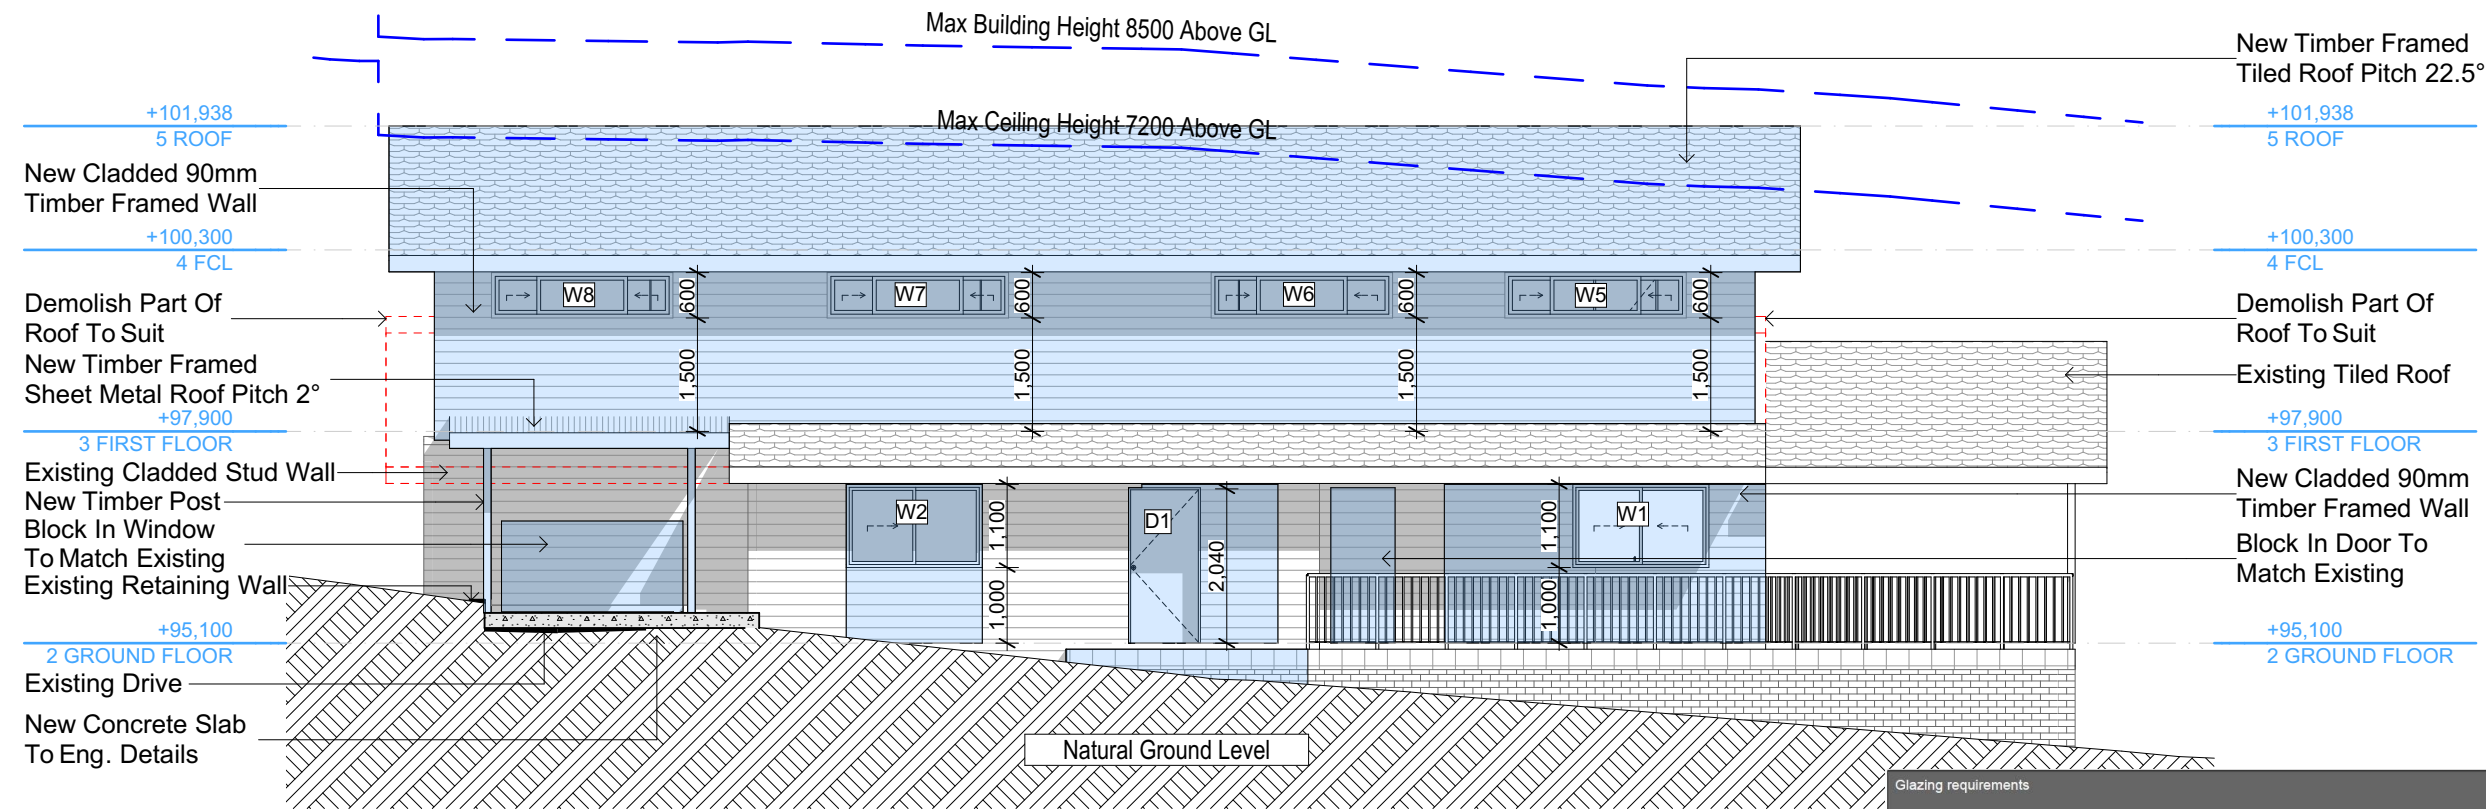 Max Building Height 8500 Above GL
New Timber Framed
Tiled Roof Pitch 22.5°
+101,938
5 ROOF
Max Ceiling Height 7200 Above GL
+101,938
5 ROOF
New Cladded 90mm
Timber Framed Wall
+100,300
4 FCL
+100,300
4 FCL
W8
600
W7
600
W6
600
W5
600
Demolish Part Of
Roof To Suit
Demolish Part Of
Roof To Suit
New Timber Framed
Sheet Metal Roof Pitch 2°
1,500
1,500
1,500
1,500
Existing Tiled Roof
+97,900
3 FIRST FLOOR
+97,900
3 FIRST FLOOR
Existing Cladded Stud Wall
New Timber Post
Block In Window
To Match Existing
Existing Retaining Wall
W2
1,100
1,000
D1
2,040
1,100
1,000
W1
New Cladded 90mm
Timber Framed Wall
Block In Door To
Match Existing
+95,100
2 GROUND FLOOR
+95,100
2 GROUND FLOOR
Existing Drive
New Concrete Slab
To Eng. Details
Natural Ground Level
Glazing requirements